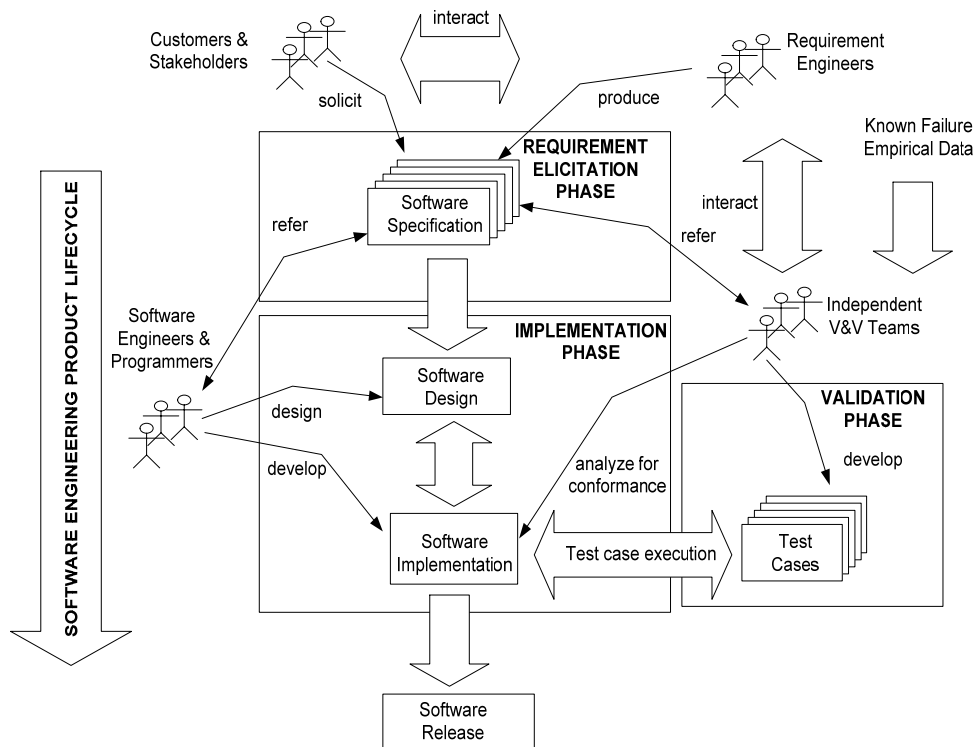 interact
Customers &
Stakeholders
Requirement
Engineers
solicit
produce
Known Failure
Empirical Data
REQUIREMENT
ELICITATION
PHASE
Software
Specification
refer
interact
refer
SOFTWARE ENGINEERING PRODUCT LIFECYCLE
Software
Engineers &
Programmers
Independent
V&V Teams
IMPLEMENTATION
PHASE
Software
Design
VALIDATION
PHASE
design
develop
analyze for
conformance
develop
Software
Implementation
Test case execution
Test
Cases
Software
Release